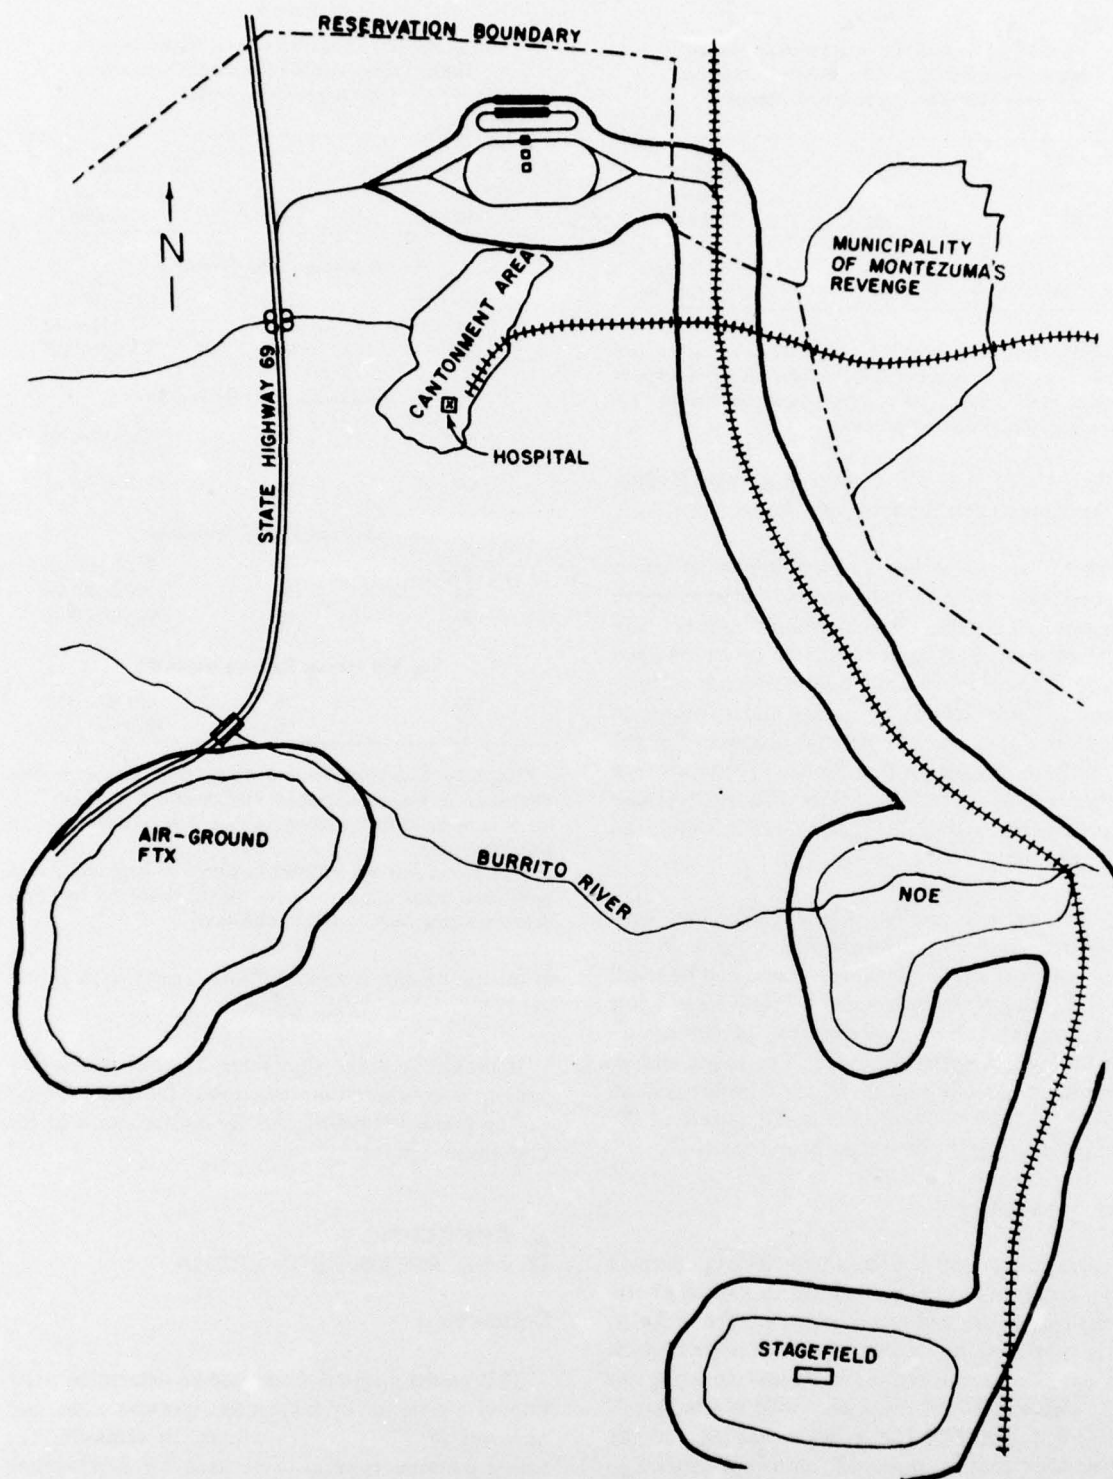 RESERVATION BOUNDARY
N
MUNICIPALITY
OF MONTEZUMA'S
REVENGE
CANTONMENT AREA
STATE HIGHWAY 69
HOSPITAL
AIR-GROUND
FTX
BURRITO RIVER
NOE
STAGEFIELD